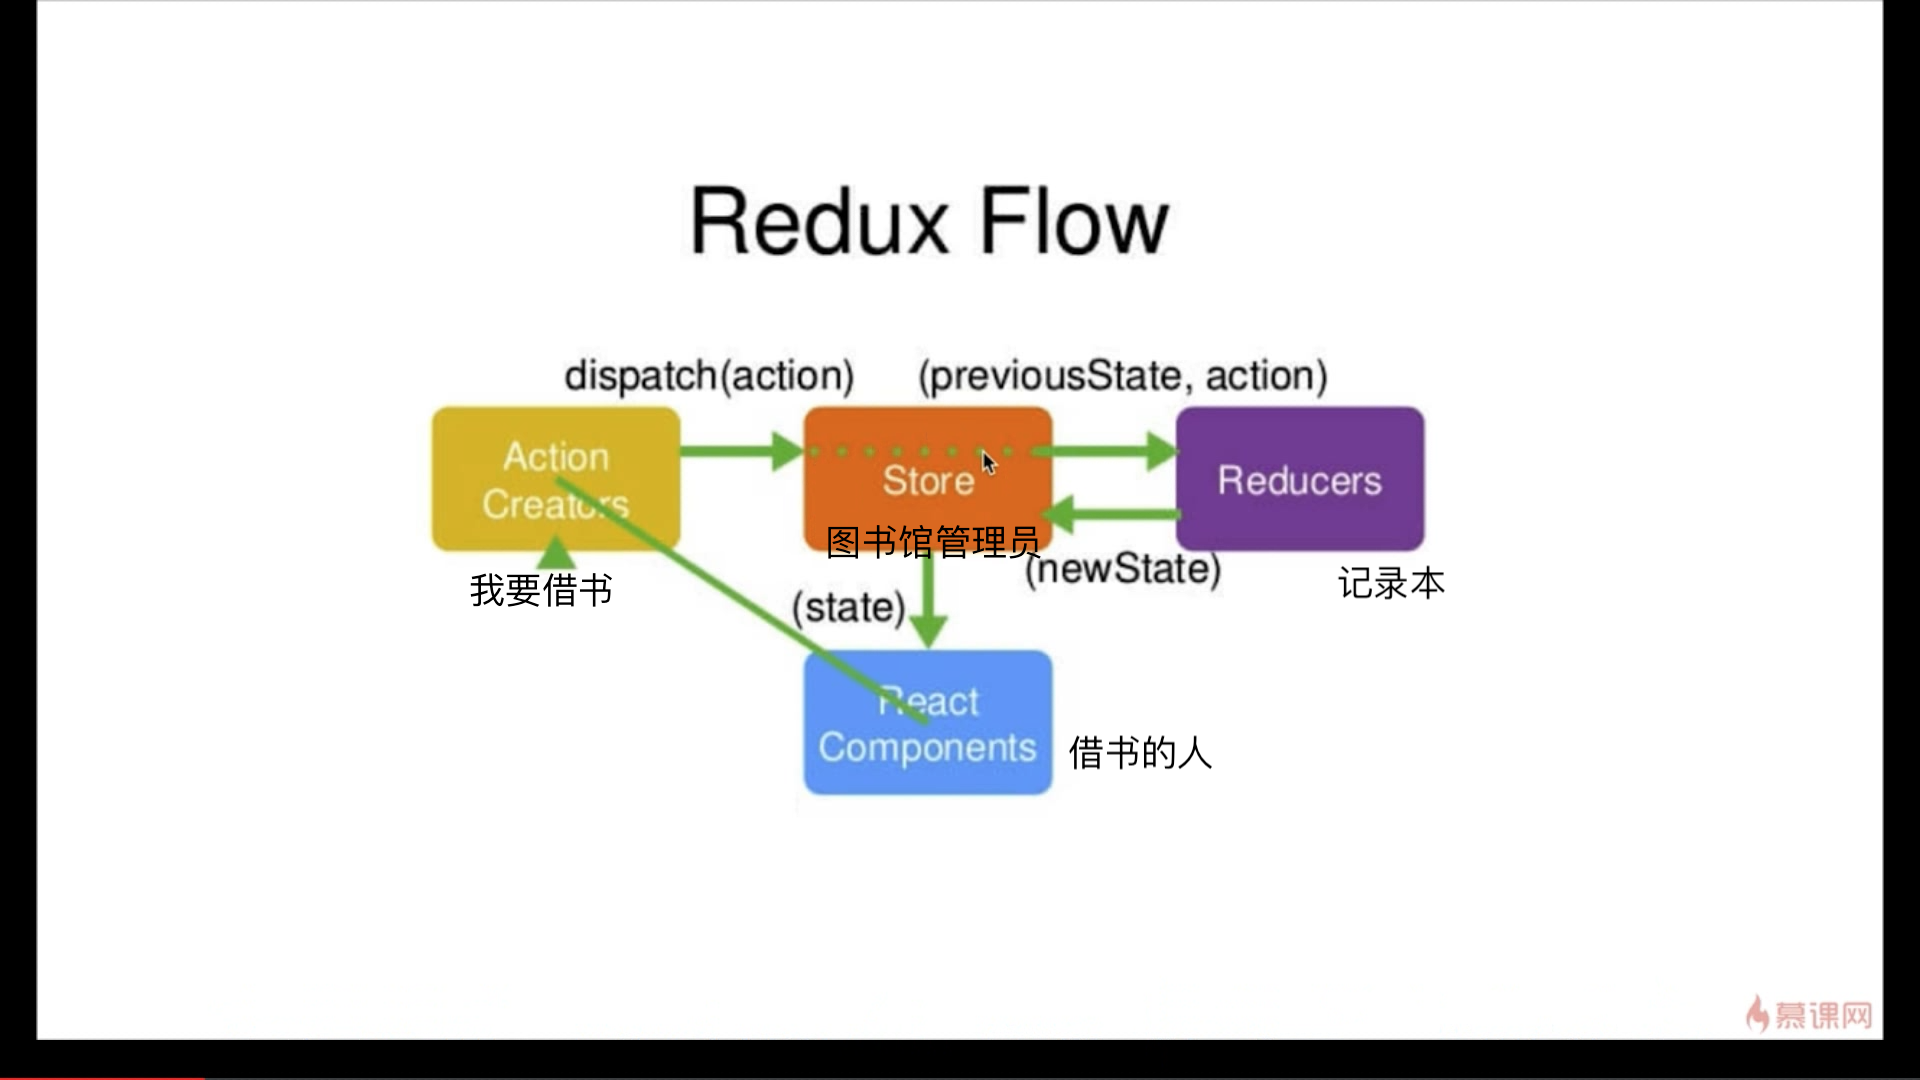 Redux Flow
dispatch(action)
(previousState, action)
Action
Creators
Store
图书馆管理员
Reducers
(newState)
我要借书
记录本
(state)
React
Components
借书的人
慕课网